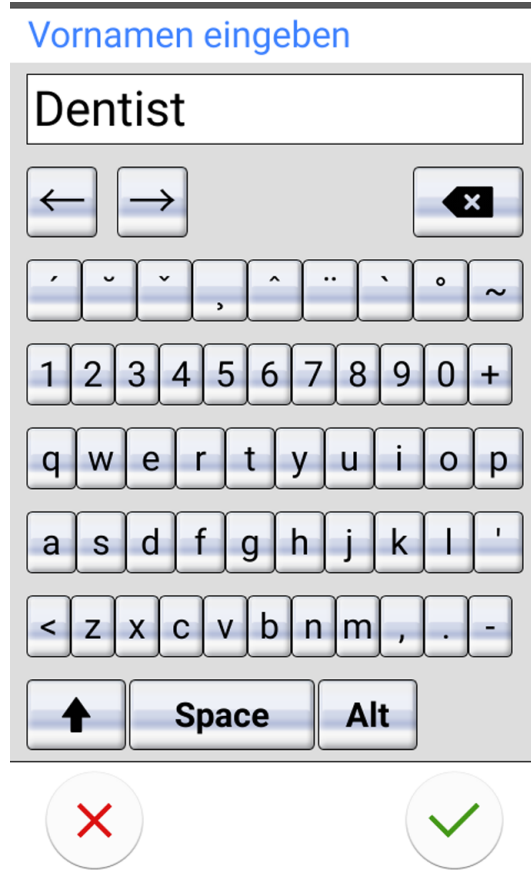 Vornamen eingeben
Dentist
← →
´ ˘ ˇ ¸ ˆ ¨ ` ° ~
1 2 3 4 5 6 7 8 9 0 +
q w e r t y u i o p
a s d f g h j k l '
< z x c v b n m , . -
Space Alt